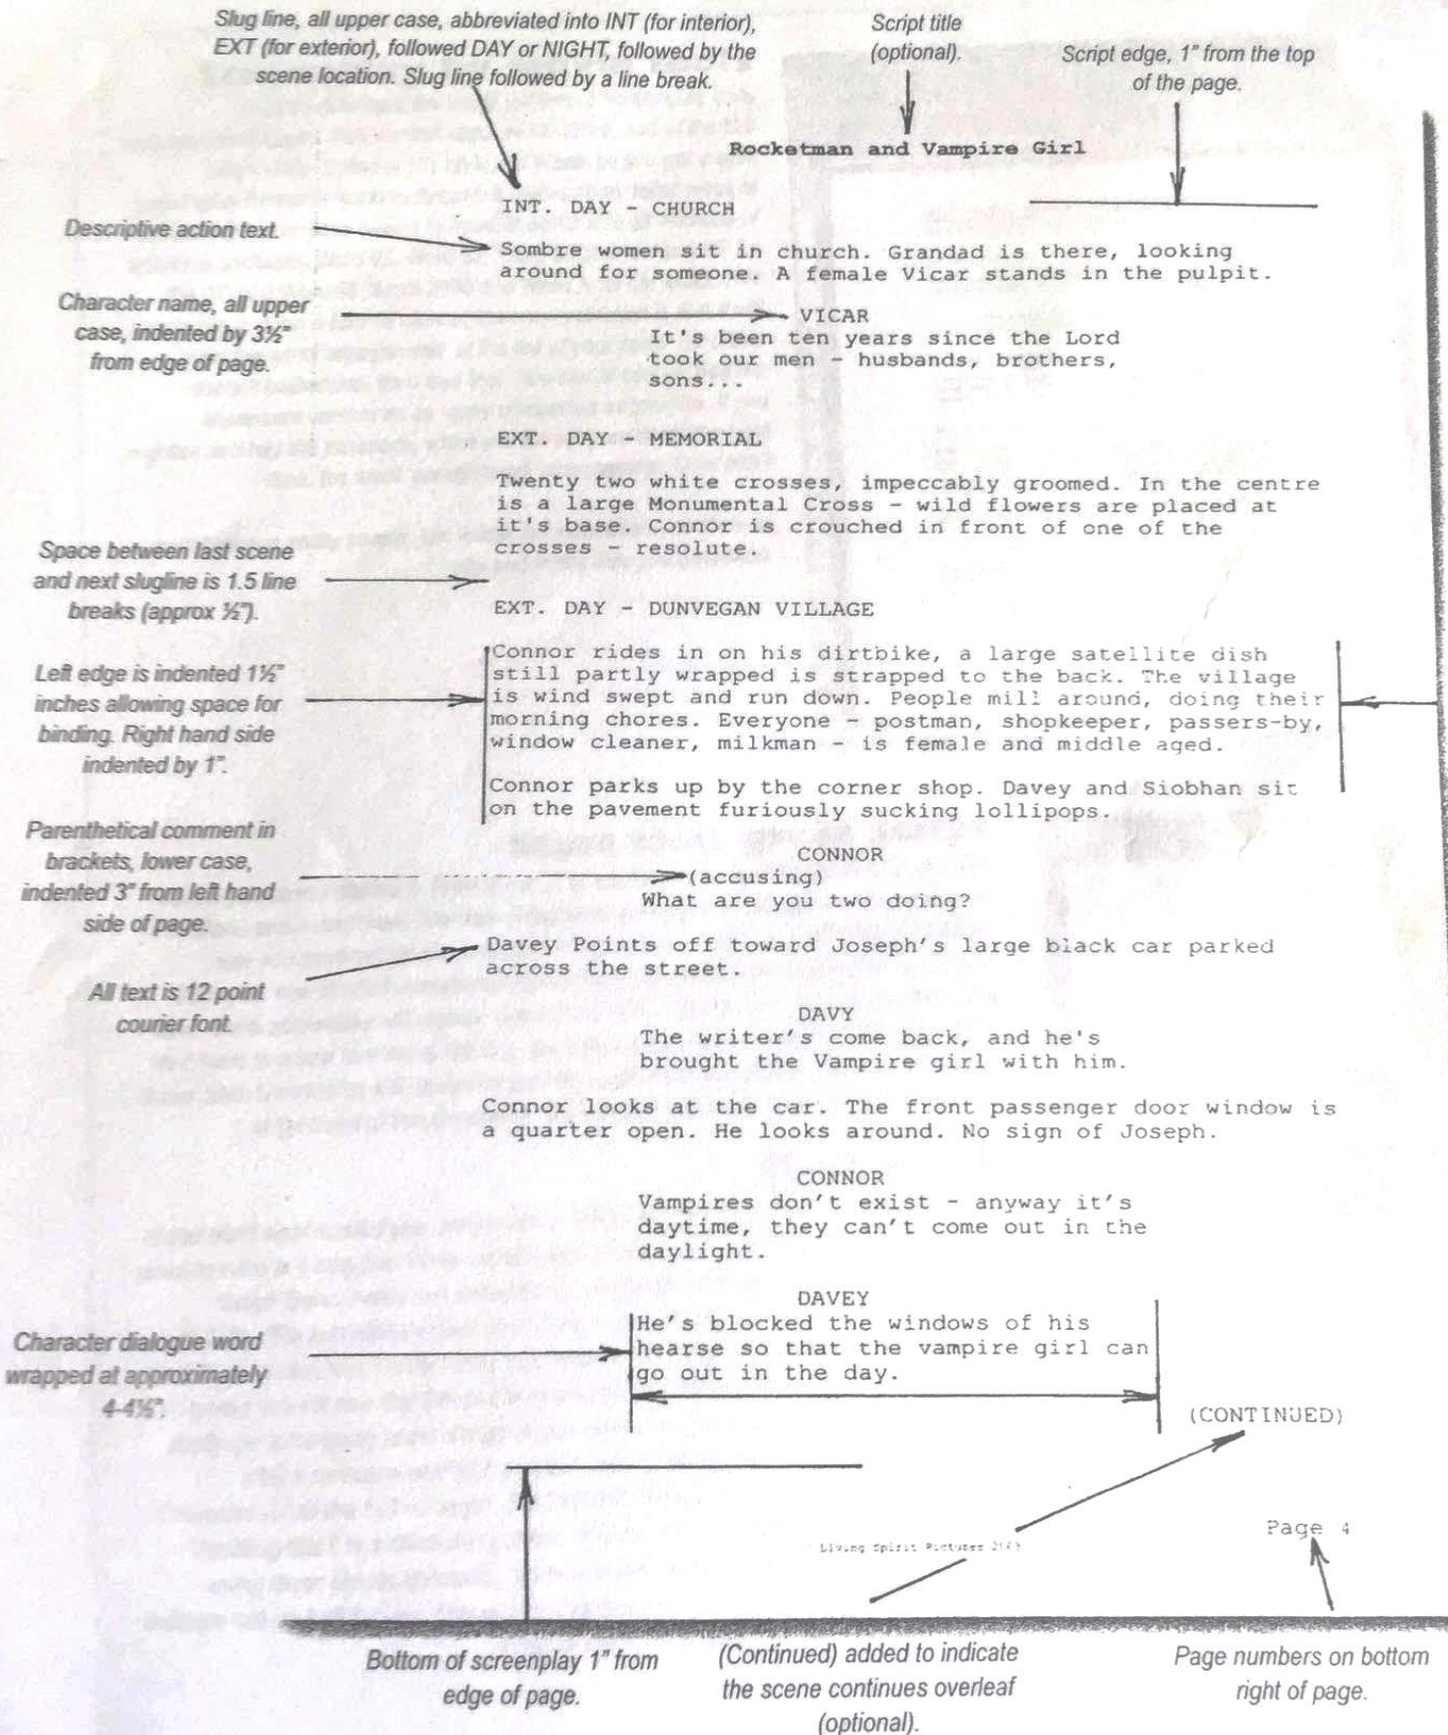 Slug line, all upper case, abbreviated into INT (for interior),
EXT (for exterior), followed DAY or NIGHT, followed by the
scene location. Slug line followed by a line break.
Script title
(optional).
Script edge, 1" from the top
of the page.
Rocketman and Vampire Girl
INT. DAY - CHURCH
Descriptive action text.
Sombre women sit in church. Grandad is there, looking
around for someone. A female Vicar stands in the pulpit.
Character name, all upper
case, indented by 3½"
from edge of page.
VICAR
It's been ten years since the Lord
took our men - husbands, brothers,
sons...
EXT. DAY - MEMORIAL
Twenty two white crosses, impeccably groomed. In the centre
is a large Monumental Cross - wild flowers are placed at
it's base. Connor is crouched in front of one of the
crosses - resolute.
Space between last scene
and next slugline is 1.5 line
breaks (approx ½").
EXT. DAY - DUNVEGAN VILLAGE
Left edge is indented 1½"
inches allowing space for
binding. Right hand side
indented by 1".
Connor rides in on his dirtbike, a large satellite dish
still partly wrapped is strapped to the back. The village
is wind swept and run down. People mill around, doing their
morning chores. Everyone - postman, shopkeeper, passers-by,
window cleaner, milkman - is female and middle aged.
Connor parks up by the corner shop. Davey and Siobhan sit
on the pavement furiously sucking lollipops.
Parenthetical comment in
brackets, lower case,
indented 3" from left hand
side of page.
CONNOR
(accusing)
What are you two doing?
Davey Points off toward Joseph's large black car parked
across the street.
All text is 12 point
courier font.
DAVY
The writer's come back, and he's
brought the Vampire girl with him.
Connor looks at the car. The front passenger door window is
a quarter open. He looks around. No sign of Joseph.
CONNOR
Vampires don't exist - anyway it's
daytime, they can't come out in the
daylight.
DAVEY
He's blocked the windows of his
hearse so that the vampire girl can
go out in the day.
Character dialogue word
wrapped at approximately
4-4½".
(CONTINUED)
Page 4
Living Spirit Pictures
Bottom of screenplay 1" from
edge of page.
(Continued) added to indicate
the scene continues overleaf
(optional).
Page numbers on bottom
right of page.